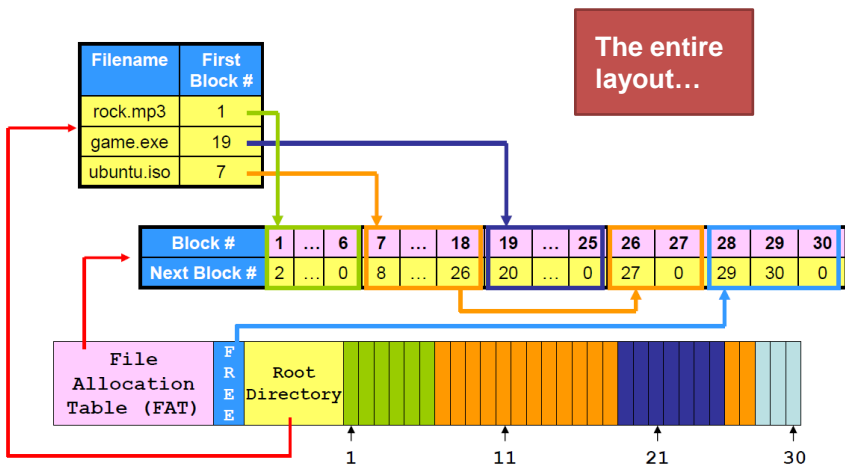 The entire
layout…
Filename First
Block #
rock.mp3 1
game.exe 19
ubuntu.iso 7
Block # 1 … 6 7 … 18 19 … 25 26 27 28 29 30
Next Block # 2 … 0 8 … 26 20 … 0 27 0 29 30 0
File
Allocation
Table (FAT)
F
R
E
E
Root
Directory
1 11 21 30